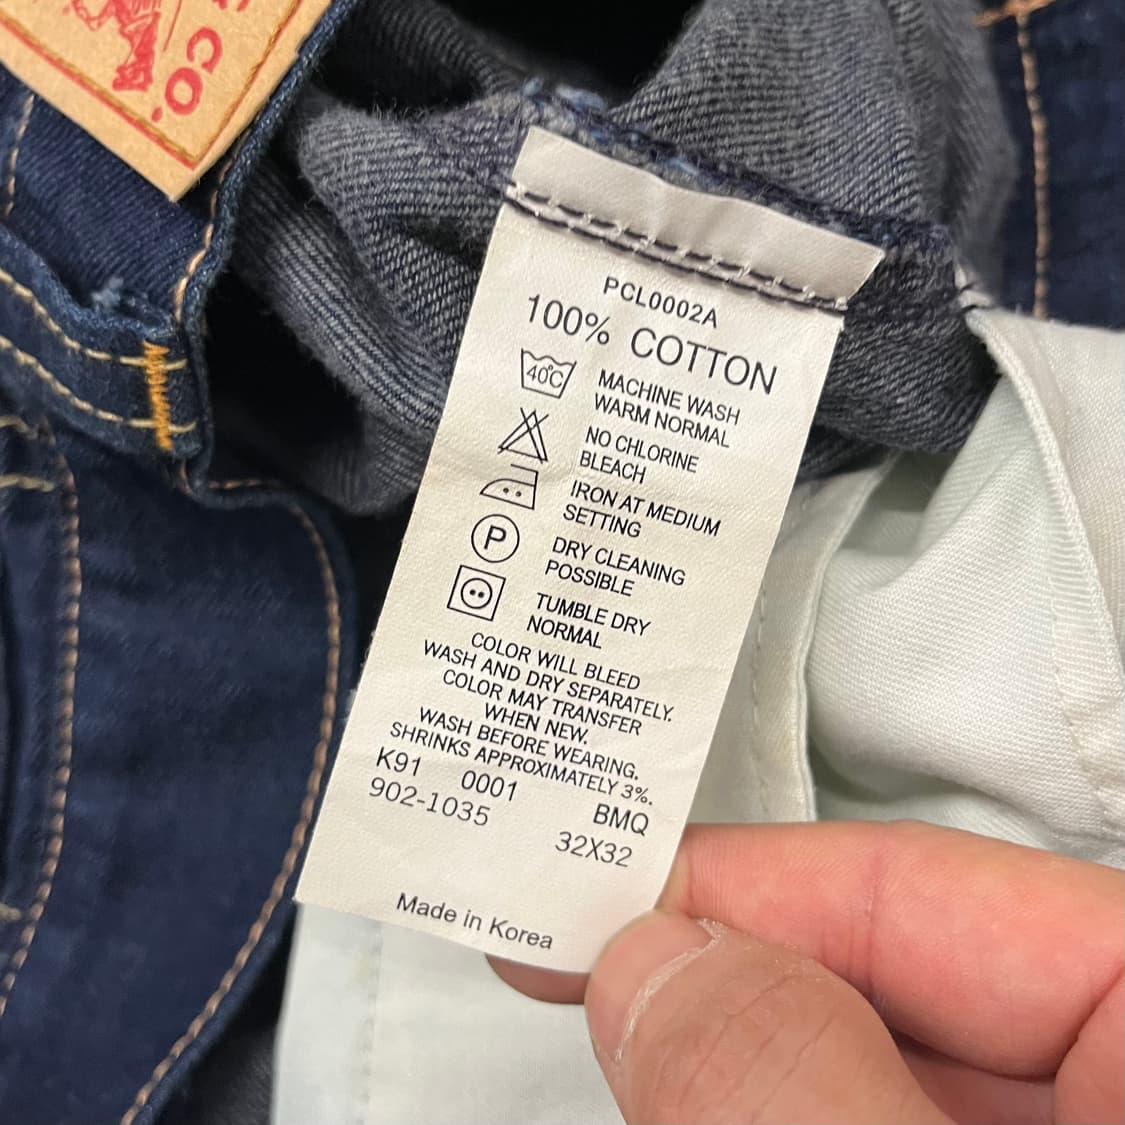 CO.
PCL0002A
100% COTTON
40°C
MACHINE WASH
WARM NORMAL
NO CHLORINE
BLEACH
IRON AT MEDIUM
SETTING
P
DRY CLEANING
POSSIBLE
TUMBLE DRY
NORMAL
COLOR WILL BLEED
WASH AND DRY SEPARATELY.
COLOR MAY TRANSFER
WHEN NEW.
WASH BEFORE WEARING.
SHRINKS APPROXIMATELY 3%.
K91 0001 BMQ
902-1035 32X32
Made in Korea